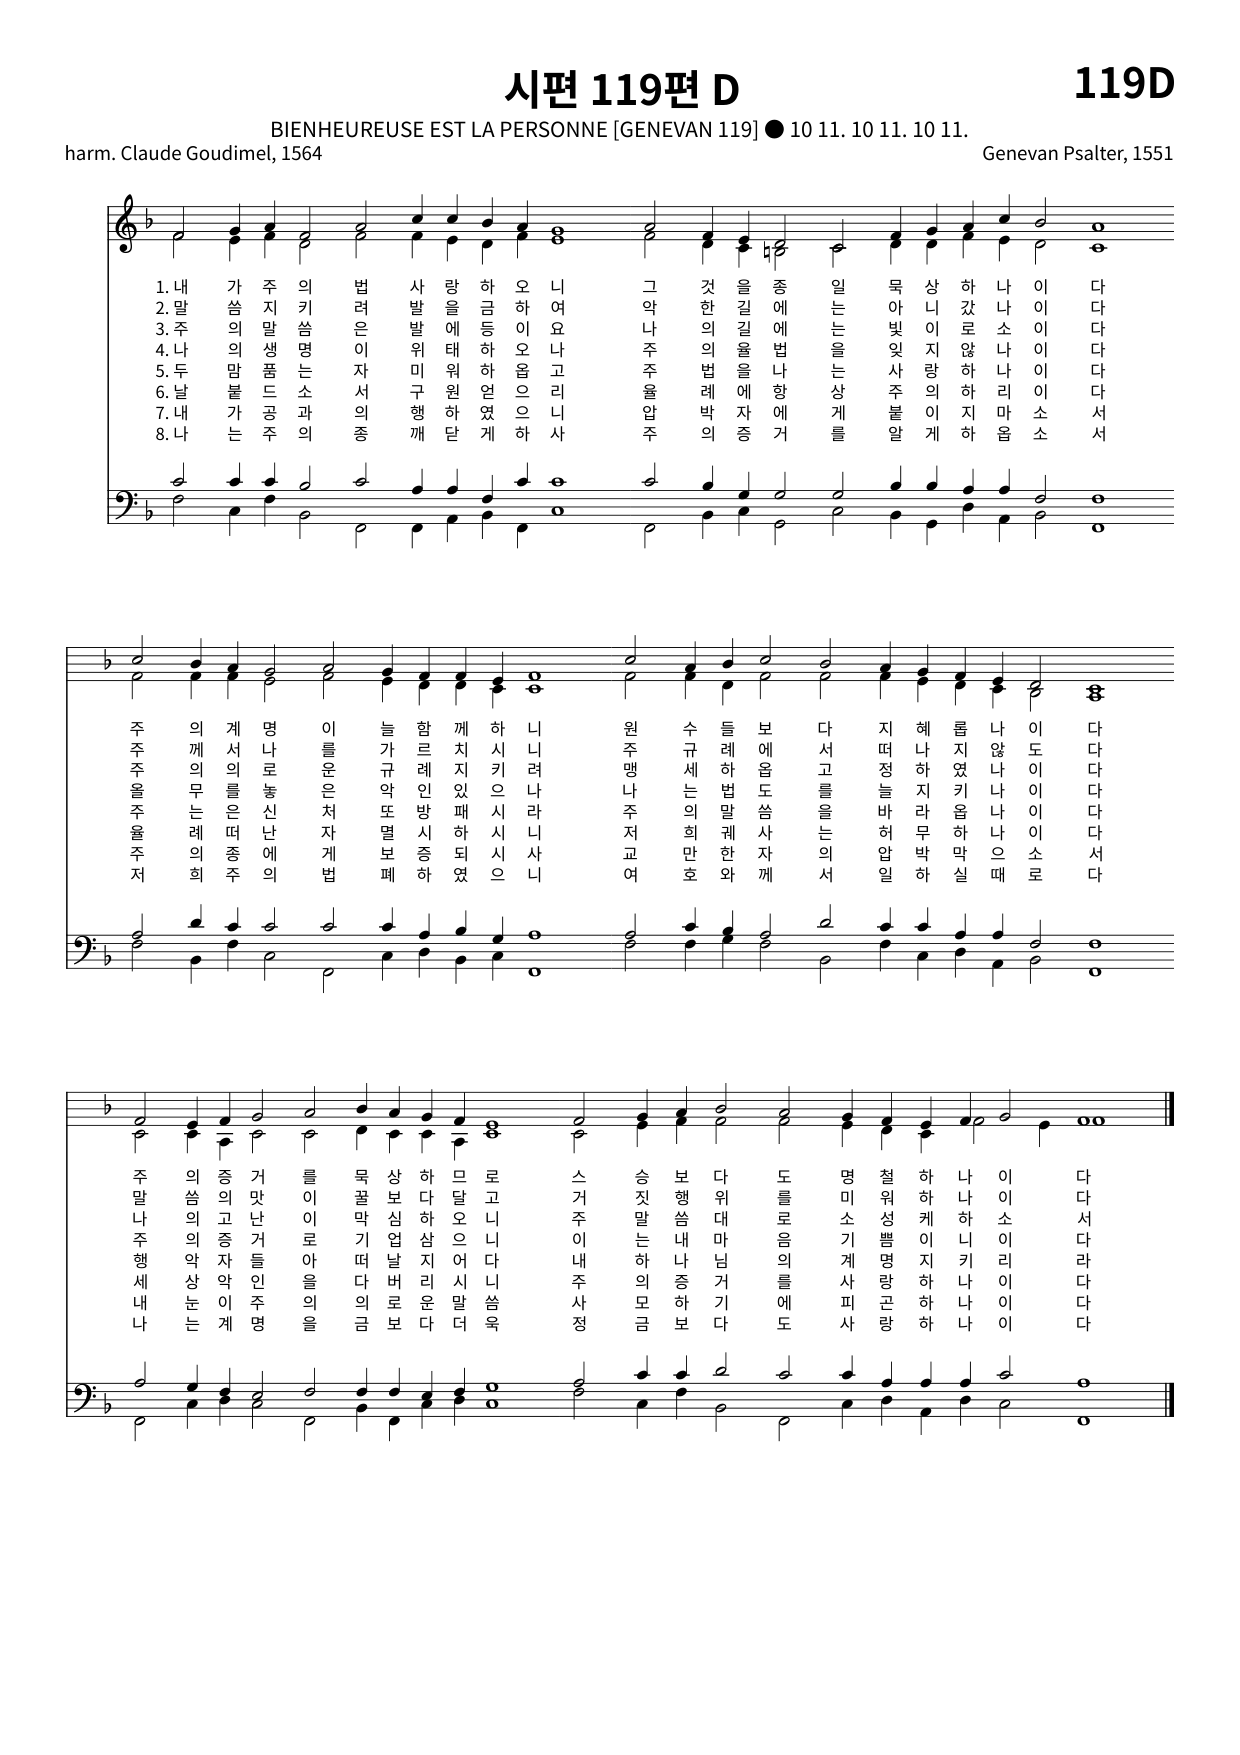 시편 119편 D
119D
BIENHEUREUSE EST LA PERSONNE [GENEVAN 119] ● 10 11. 10 11. 10 11.
harm. Claude Goudimel, 1564
Genevan Psalter, 1551
1. 내 가 주 의 법 사 랑 하 오 니 그 것 을 종 일 묵 상 하 나 이 다
2. 말 씀 지 키 려 발 을 금 하 여 악 한 길 에 는 아 니 갔 나 이 다
3. 주 의 말 씀 은 발 에 등 이 요 나 의 길 에 는 빛 이 로 소 이 다
4. 나 의 생 명 이 위 태 하 오 나 주 의 율 법 을 잊 지 않 나 이 다
5. 두 맘 품 는 자 미 워 하 옵 고 주 법 을 나 는 사 랑 하 나 이 다
6. 날 붙 드 소 서 구 원 얻 으 리 율 례 에 항 상 주 의 하 리 이 다
7. 내 가 공 과 의 행 하 였 으 니 압 박 자 에 게 붙 이 지 마 소 서
8. 나 는 주 의 종 깨 닫 게 하 사 주 의 증 거 를 알 게 하 옵 소 서
주 의 계 명 이 늘 함 께 하 니 원 수 들 보 다 지 혜 롭 나 이 다
주 께 서 나 를 가 르 치 시 니 주 규 례 에 서 떠 나 지 않 도 다
주 의 의 로 운 규 례 지 키 려 맹 세 하 옵 고 정 하 였 나 이 다
올 무 를 놓 은 악 인 있 으 나 나 는 법 도 를 늘 지 키 나 이 다
주 는 은 신 처 또 방 패 시 라 주 의 말 씀 을 바 라 옵 나 이 다
율 례 떠 난 자 멸 시 하 시 니 저 희 궤 사 는 허 무 하 나 이 다
주 의 종 에 게 보 증 되 시 사 교 만 한 자 의 압 박 막 으 소 서
저 희 주 의 법 폐 하 였 으 니 여 호 와 께 서 일 하 실 때 로 다
주 의 증 거 를 묵 상 하 므 로 스 승 보 다 도 명 철 하 나 이 다
말 씀 의 맛 이 꿀 보 다 달 고 거 짓 행 위 를 미 워 하 나 이 다
나 의 고 난 이 막 심 하 오 니 주 말 씀 대 로 소 성 케 하 소 서
주 의 증 거 로 기 업 삼 으 니 이 는 내 마 음 기 쁨 이 니 이 다
행 악 자 들 아 떠 날 지 어 다 내 하 나 님 의 계 명 지 키 리 라
세 상 악 인 을 다 버 리 시 니 주 의 증 거 를 사 랑 하 나 이 다
내 눈 이 주 의 의 로 운 말 씀 사 모 하 기 에 피 곤 하 나 이 다
나 는 계 명 을 금 보 다 더 욱 정 금 보 다 도 사 랑 하 나 이 다